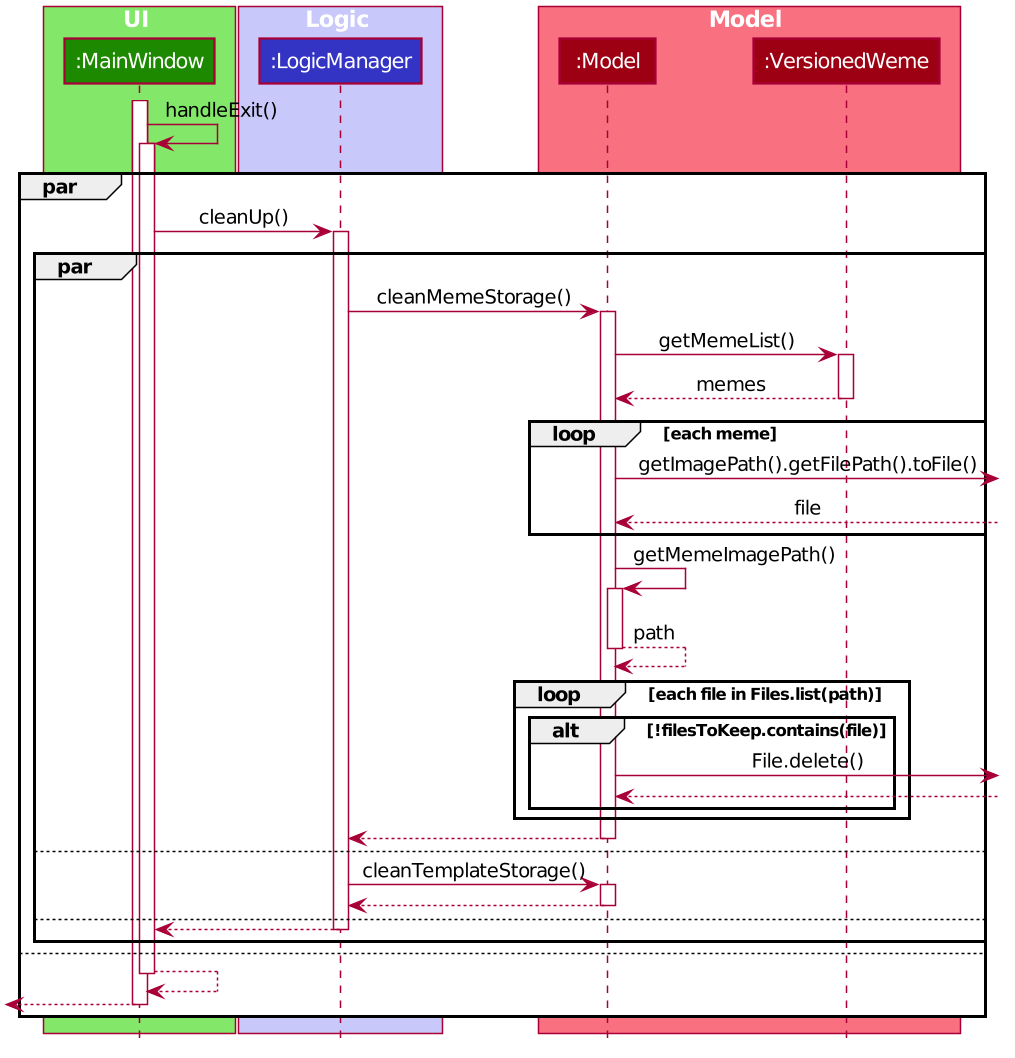 UI
Logic
Model
:MainWindow
:LogicManager
:Model
:VersionedWeme
handleExit()
par
cleanUp()
par
cleanMemeStorage()
getMemeList()
memes
loop
[each meme]
getImagePath().getFilePath().toFile()
file
getMemeImagePath()
path
loop
[each file in Files.list(path)]
alt
[!filesToKeep.contains(file)]
File.delete()
cleanTemplateStorage()